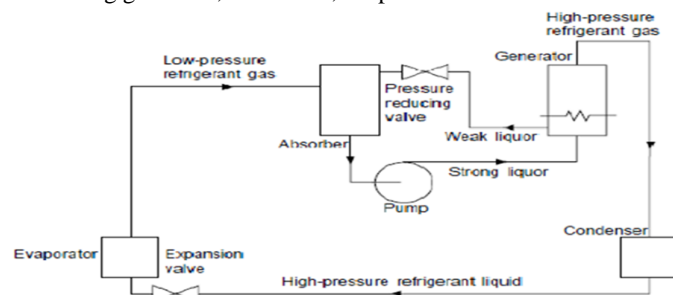 High-pressure
refrigerant gas
Low-pressure
refrigerant gas
Generator
Pressure
reducing
valve
Weak liquor
Absorber
Strong liquor
Pump
Condenser
Evaporator
Expansion
valve
High-pressure refrigerant liquid